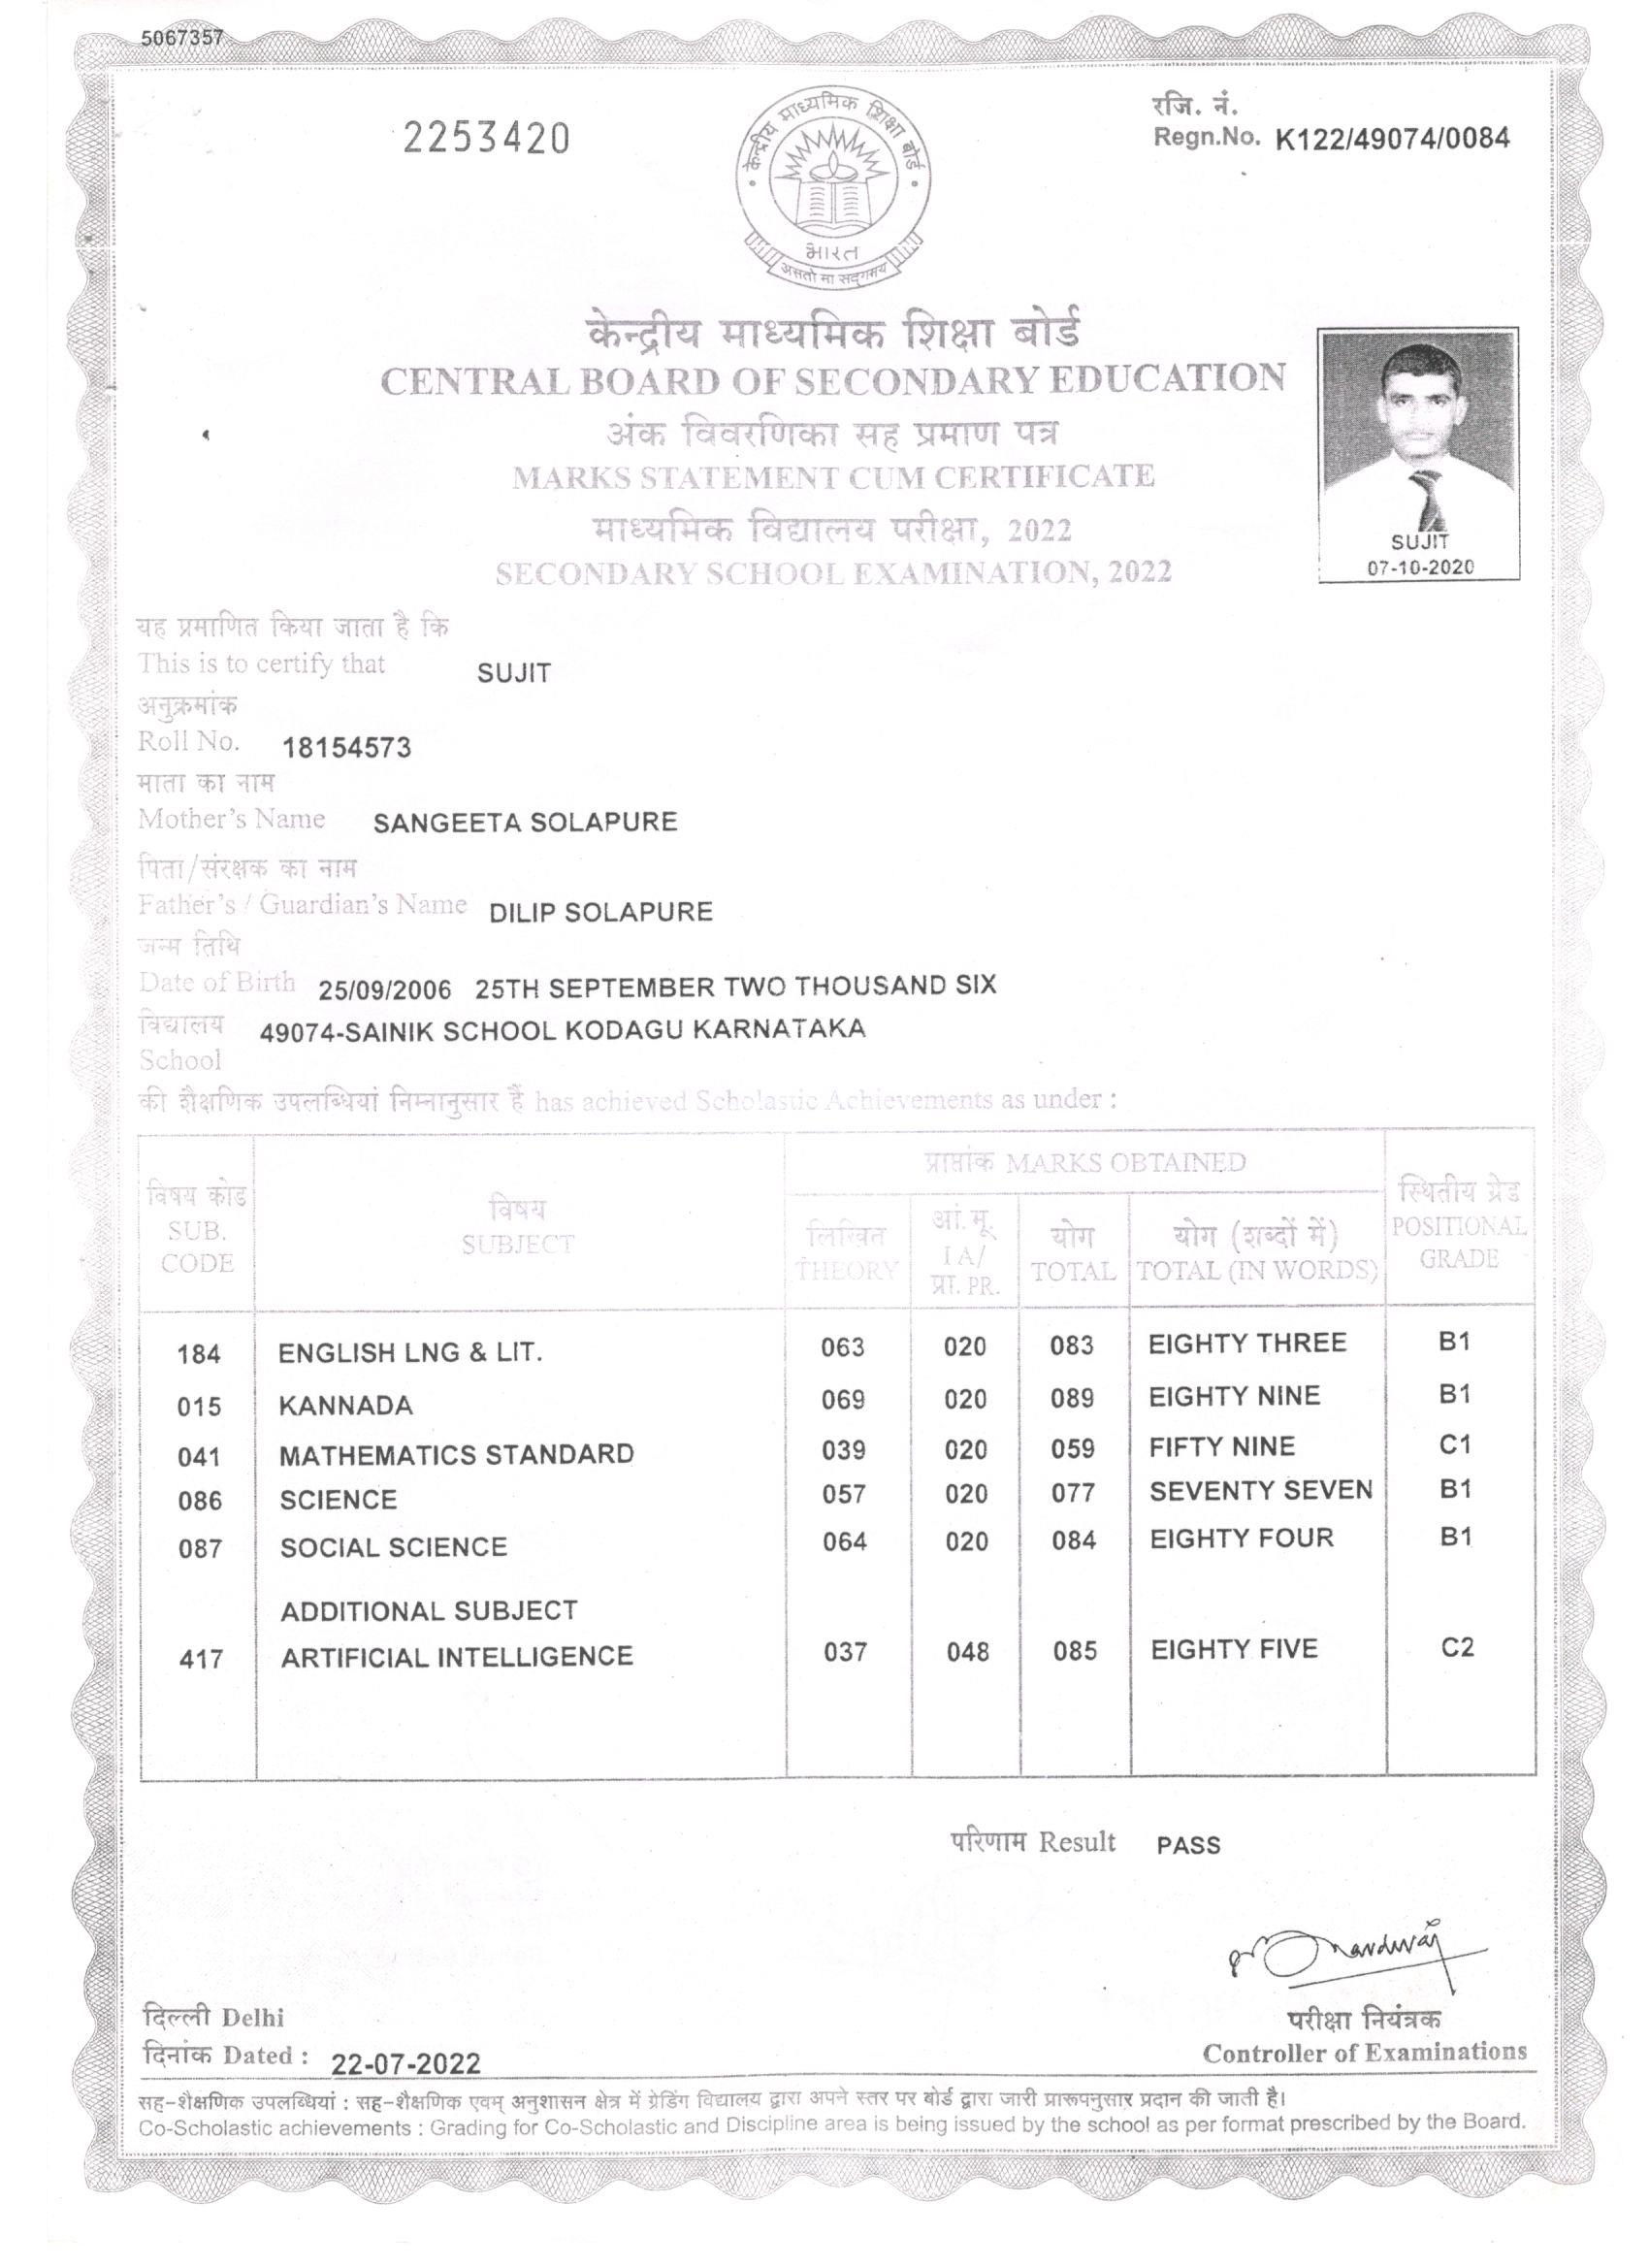 5067357
2253420
रजि. नं.
Regn.No. K122/49074/0084
केन्द्रीय माध्यमिक शिक्षा बोर्ड
भारत
असतो मा सद्गमय
केन्द्रीय माध्यमिक शिक्षा बोर्ड
CENTRAL BOARD OF SECONDARY EDUCATION
अंक विवरणिका सह प्रमाण पत्र
MARKS STATEMENT CUM CERTIFICATE
माध्यमिक विद्यालय परीक्षा, 2022
SECONDARY SCHOOL EXAMINATION, 2022
SUJIT
07-10-2020
यह प्रमाणित किया जाता है कि
This is to certify that SUJIT
अनुक्रमांक
Roll No. 18154573
माता का नाम
Mother's Name SANGEETA SOLAPURE
पिता/संरक्षक का नाम
Father's / Guardian's Name DILIP SOLAPURE
जन्म तिथि
Date of Birth 25/09/2006 25TH SEPTEMBER TWO THOUSAND SIX
विद्यालय 49074-SAINIK SCHOOL KODAGU KARNATAKA
School
की शैक्षणिक उपलब्धियां निम्नानुसार हैं has achieved Scholastic Achievements as under :
विषय कोड
SUB.
CODE
विषय
SUBJECT
प्राप्तांक MARKS OBTAINED
लिखित
THEORY
आं.मू.
I A/
प्रा. PR.
योग
TOTAL
योग (शब्दों में)
TOTAL (IN WORDS)
स्थितीय ग्रेड
POSITIONAL
GRADE
184 ENGLISH LNG & LIT. 063 020 083 EIGHTY THREE B1
015 KANNADA 069 020 089 EIGHTY NINE B1
041 MATHEMATICS STANDARD 039 020 059 FIFTY NINE C1
086 SCIENCE 057 020 077 SEVENTY SEVEN B1
087 SOCIAL SCIENCE 064 020 084 EIGHTY FOUR B1
ADDITIONAL SUBJECT
417 ARTIFICIAL INTELLIGENCE 037 048 085 EIGHTY FIVE C2
परिणाम Result PASS
दिल्ली Delhi
दिनांक Dated : 22-07-2022
परीक्षा नियंत्रक
Controller of Examinations
सह-शैक्षणिक उपलब्धियां : सह-शैक्षणिक एवम् अनुशासन क्षेत्र में ग्रेडिंग विद्यालय द्वारा अपने स्तर पर बोर्ड द्वारा जारी प्रारूपनुसार प्रदान की जाती है।
Co-Scholastic achievements : Grading for Co-Scholastic and Discipline area is being issued by the school as per format prescribed by the Board.